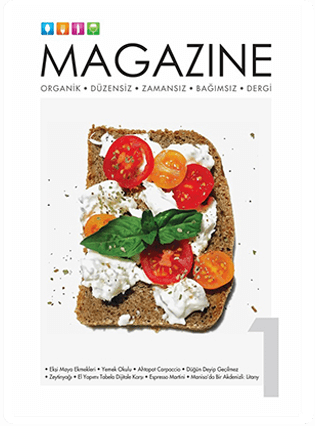 MAGAZINE
ORGANİK • DÜZENSİZ • ZAMANSIZ • BAĞIMSIZ • DERGİ
1
• Ekşi Maya Ekmekleri • Yemek Okulu • Ahtapot Carpaccio • Düğün Deyip Geçilmez
• Zeytinyağı • El Yapımı Tabela Dijitale Karşı • Espresso Martini • Manisa'da Bir Akdenizli: Ulany